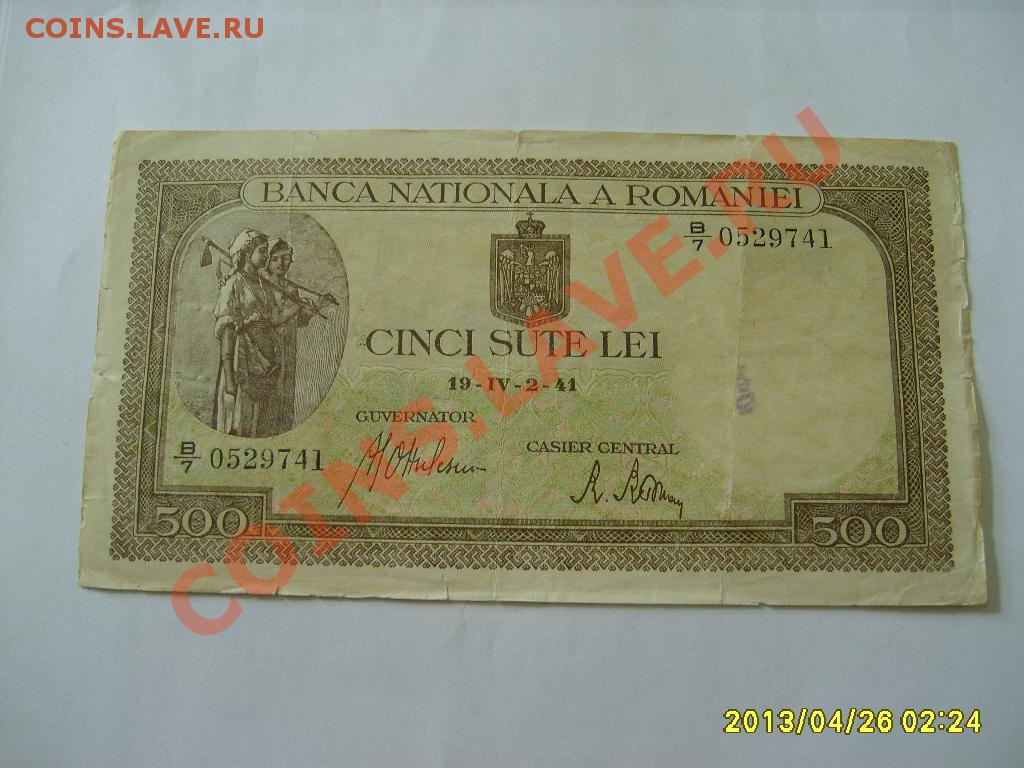 COINS.LAVE.RU
BANCA NATIONALA A ROMANIEI
B/7 0529741
CINCI SUTE LEI
19-IV-2-41
GUVERNATOR
CASIER CENTRAL
B/7 0529741
500
500
COINS.LAVE.RU
2013/04/26 02:24